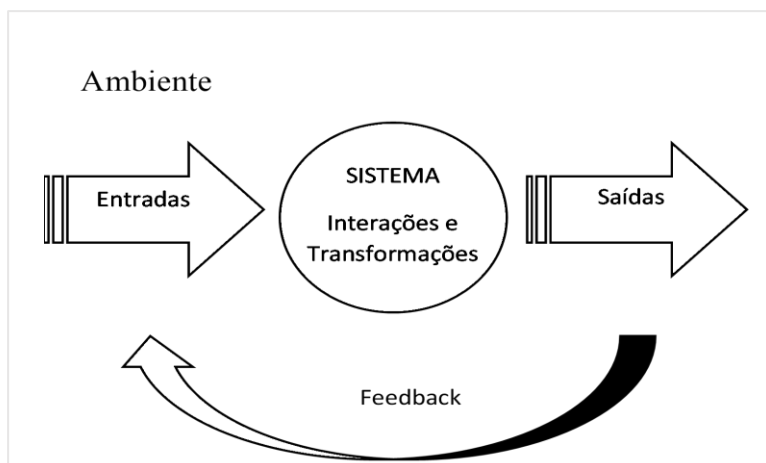 Ambiente
Entradas
SISTEMA
Interações e
Transformações
Saídas
Feedback